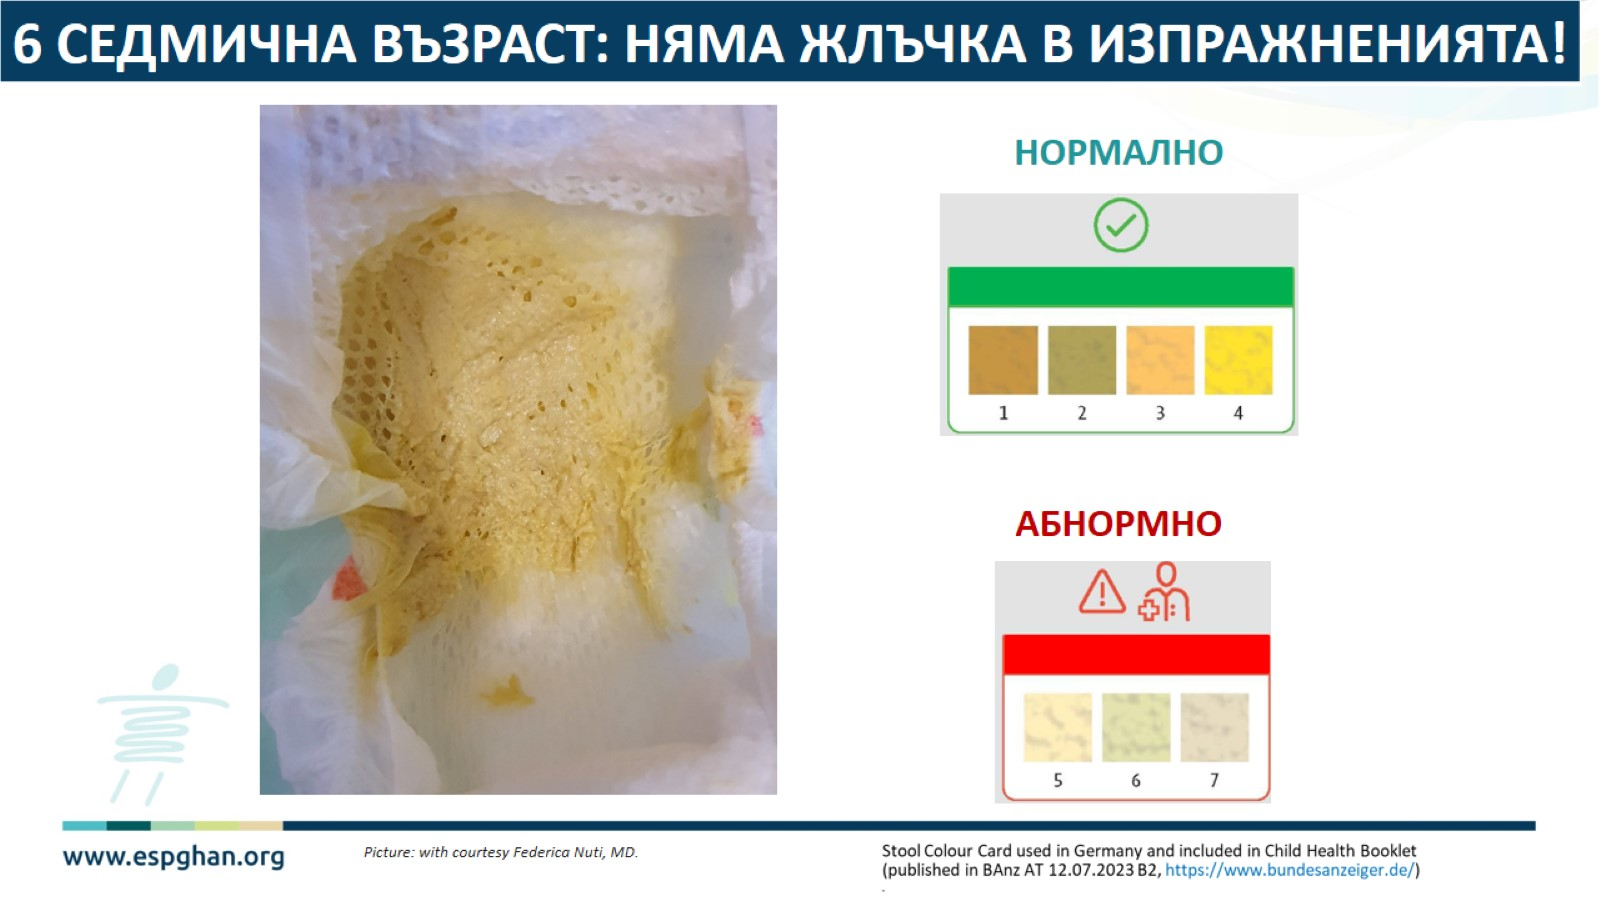 6 СЕДМИЧНА ВЪЗРАСТ: НЯМА ЖЛЪЧКА В ИЗПРАЖНЕНИЯТА!
НОРМАЛНО
1 2 3 4
АБНОРМНО
5 6 7
www.espghan.org
Picture: with courtesy Federica Nuti, MD.
Stool Colour Card used in Germany and included in Child Health Booklet
(published in BAnz AT 12.07.2023 B2, https://www.bundesanzeiger.de/)
.